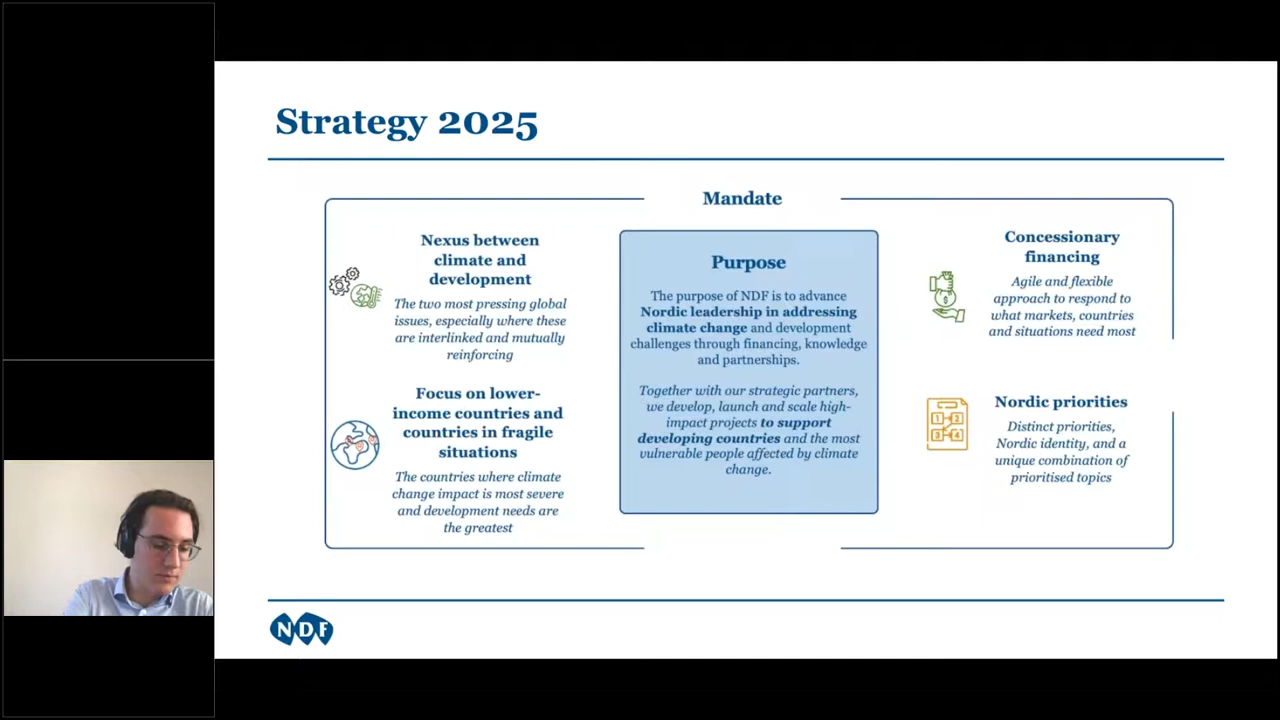 Strategy 2025
Mandate
Nexus between
climate and
development
The two most pressing global
issues, especially where these
are interlinked and mutually
reinforcing
Focus on lower-
income countries and
countries in fragile
situations
The countries where climate
change impact is most severe
and development needs are
the greatest
Purpose
The purpose of NDF is to advance
Nordic leadership in addressing
climate change and development
challenges through financing, knowledge
and partnerships.
Together with our strategic partners,
we develop, launch and scale high-
impact projects to support
developing countries and the most
vulnerable people affected by climate
change.
Concessionary
financing
Agile and flexible
approach to respond to
what markets, countries
and situations need most
1 2
3 4
Nordic priorities
Distinct priorities,
Nordic identity, and a
unique combination of
prioritised topics
NDF